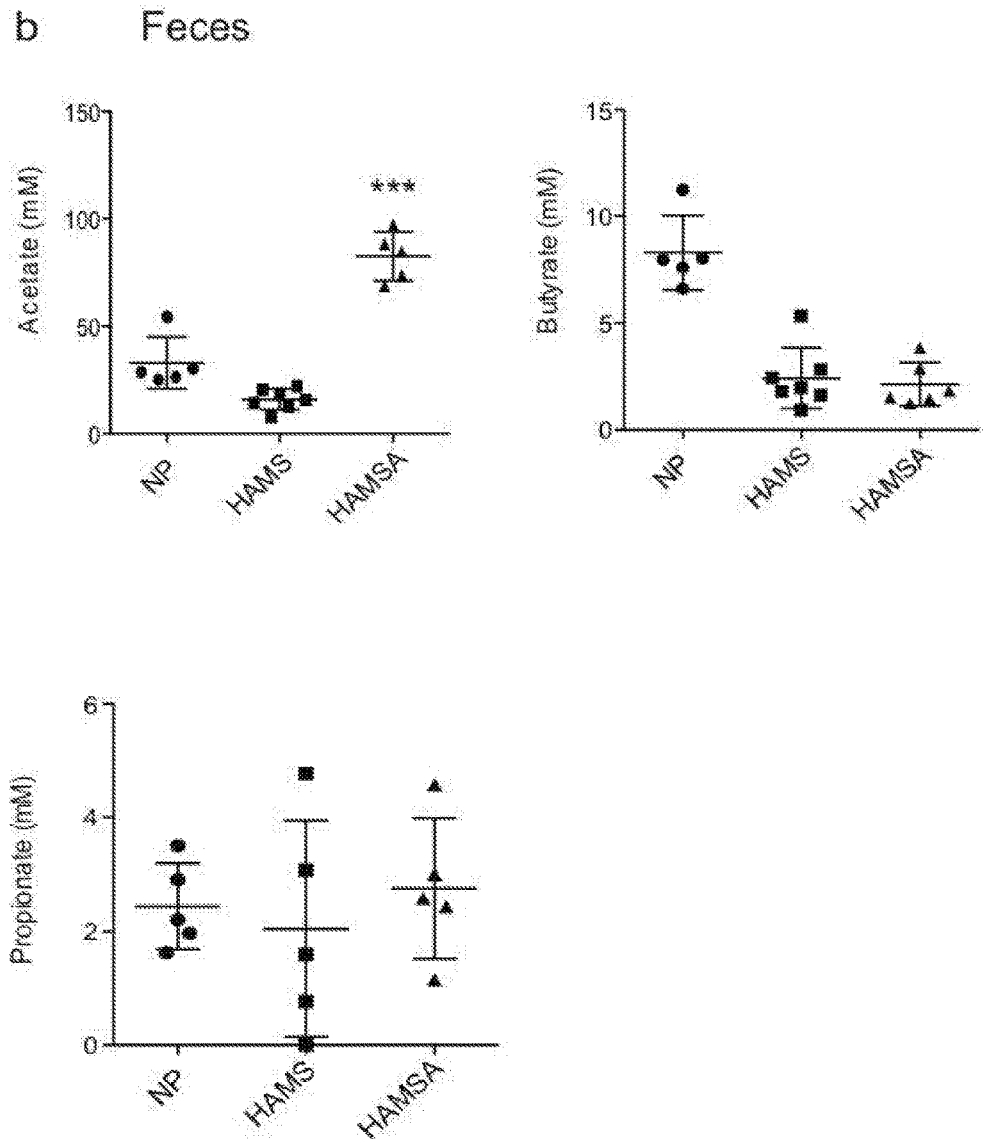 b Feces
Acetate (mM)
150
100
50
0
***
NP
HAMS
HAMSA
Butyrate (mM)
15
10
5
0
NP
HAMS
HAMSA
Propionate (mM)
6
4
2
0
NP
HAMS
HAMSA